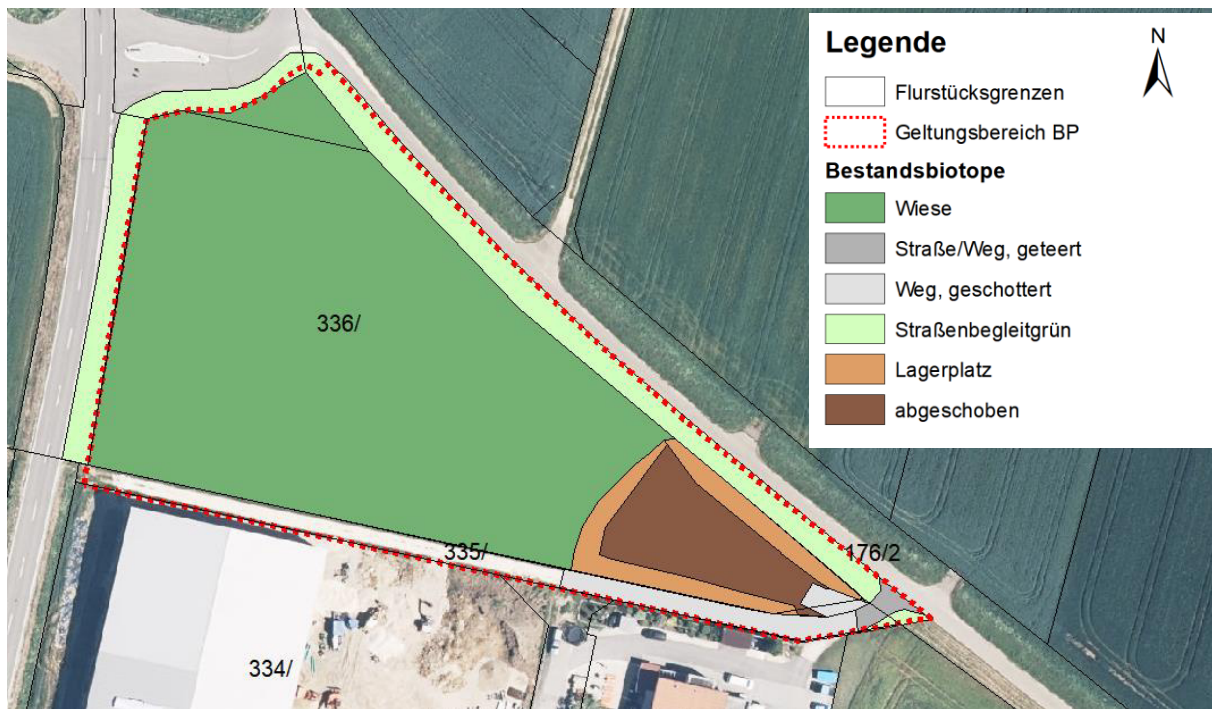 Legende
N
Flurstücksgrenzen
Geltungsbereich BP
Bestandsbiotope
Wiese
Straße/Weg, geteert
Weg, geschottert
Straßenbegleitgrün
Lagerplatz
abgeschoben
336/
335/
176/2
334/